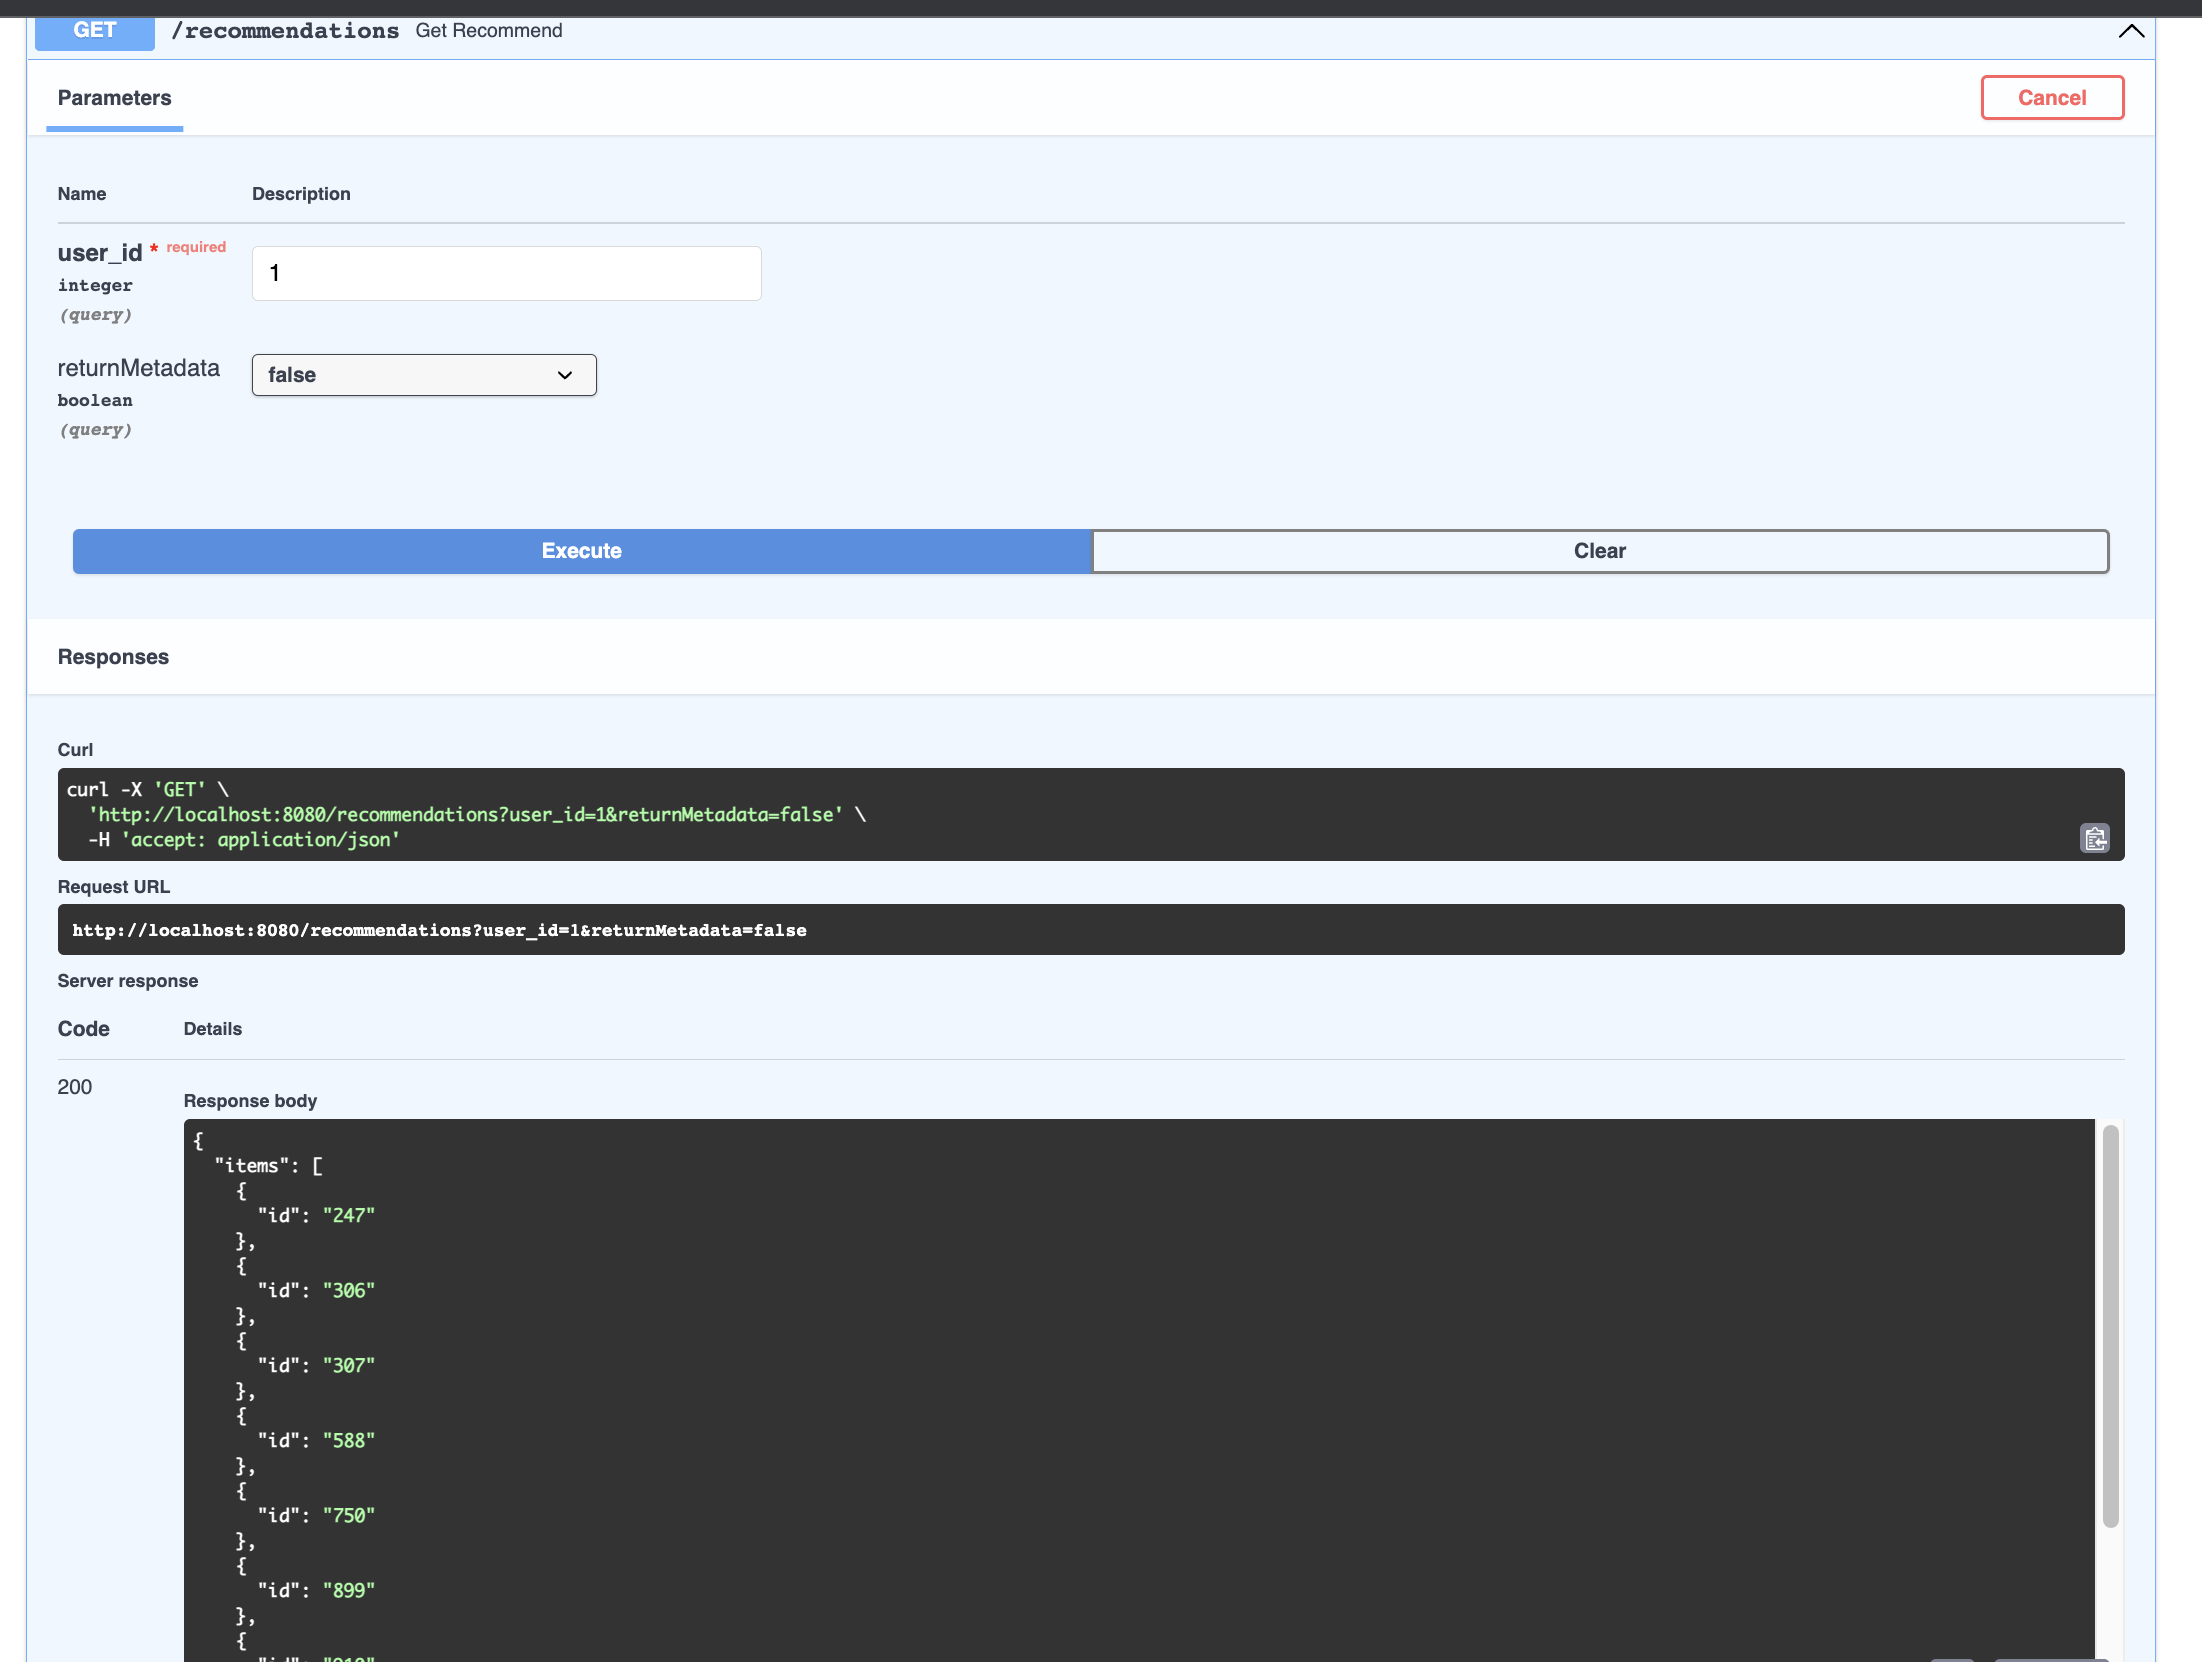 GET /recommendations Get Recommend
Parameters
Cancel
Name Description
user_id * required
integer
(query)
1
returnMetadata
boolean
(query)
false
Execute
Clear
Responses
Curl
curl -X 'GET' \
'http://localhost:8080/recommendations?user_id=1&returnMetadata=false' \
-H 'accept: application/json'
Request URL
http://localhost:8080/recommendations?user_id=1&returnMetadata=false
Server response
Code Details
200
Response body
{
"items": [
{
"id": "247"
},
{
"id": "306"
},
{
"id": "307"
},
{
"id": "588"
},
{
"id": "750"
},
{
"id": "899"
},
{